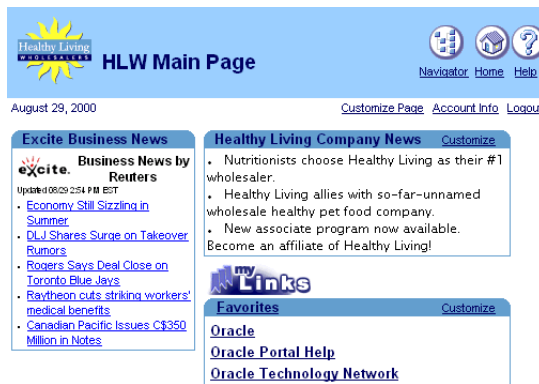 Healthy Living
WHOLESALERS
HLW Main Page
Navigator Home Help
August 29, 2000
Customize Page Account Info Logou
Excite Business News
excite.
Business News by
Reuters
Updated 08/29 2:54 PM EST
Economy Still Sizzling in
Summer
DLJ Shares Surge on Takeover
Rumors
Rogers Says Deal Close on
Toronto Blue Jays
Raytheon cuts striking workers'
medical benefits
Canadian Pacific Issues C$350
Million in Notes
Healthy Living Company News Customize
• Nutritionists choose Healthy Living as their #1
wholesaler.
• Healthy Living allies with so-far-unnamed
wholesale healthy pet food company.
• New associate program now available.
Become an affiliate of Healthy Living!
my Links
Favorites Customize
Oracle
Oracle Portal Help
Oracle Technology Network